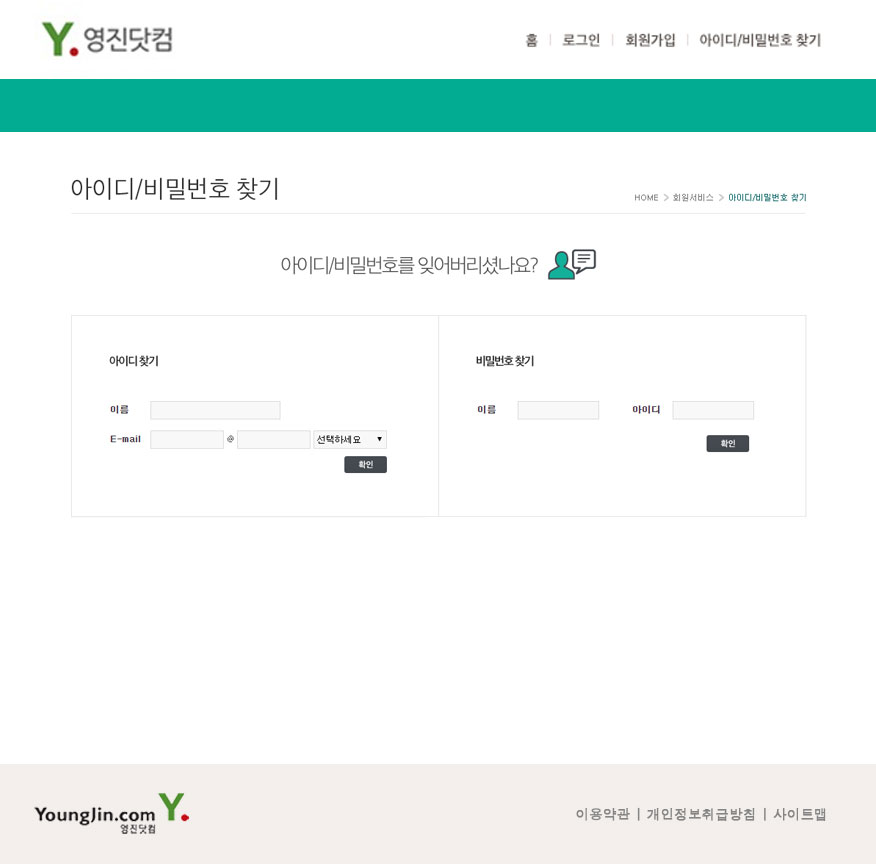 Y. 영진닷컴
홈 | 로그인 | 회원가입 | 아이디/비밀번호 찾기
아이디/비밀번호 찾기
HOME > 회원서비스 > 아이디/비밀번호 찾기
아이디/비밀번호를 잊어버리셨나요?
아이디 찾기
이름
E-mail @ 선택하세요 ▼
확인
비밀번호 찾기
이름 아이디
확인
YoungJin.com Y.
영진닷컴
이용약관 | 개인정보취급방침 | 사이트맵